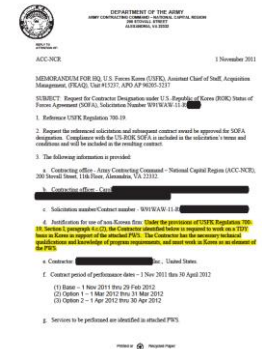 DEPARTMENT OF THE ARMY
ARMY CONTRACTING COMMAND - NATIONAL CAPITAL REGION
200 STOVALL STREET
ALEXANDRIA, VA 22332
REPLY TO
ATTENTION OF
ACC-NCR
1 November 2011
MEMORANDUM FOR HQ, U.S. Forces Korea (USFK), Assistant Chief of Staff, Acquisition
Management, (FKAQ), Unit #15237, APO AP 96205-5237
SUBJECT: Request for Contractor Designation under U.S.-Republic of Korea (ROK) Status of
Forces Agreement (SOFA), Solicitation Number W91WAW-11-R
1. Reference USFK Regulation 700-19.
2. Request the referenced solicitation and subsequent contract award be approved for SOFA
designation. Compliance with the US-ROK SOFA is included in the solicitation's terms and
conditions and will be included in the resulting contract.
3. The following information is provided:
a. Contracting office - Army Contracting Command – National Capital Region (ACC-NCR),
200 Stovall Street, 11th Floor, Alexandria, VA 22332
b. Contracting officer - Caro
c. Solicitation number/Contract number - W91WAW-11-R
d. Justification for use of non-Korean firm: Under the provisions of USFK Regulation 700-
19, Section the Contractor identified below is required to work on a TDY
basis in Korea in support of the attached PWS. The Contractor has the necessary technical
qualifications and knowledge of program requirements, and must work in Korea as an element of
the PWS.
e. Contractor: Inc., United States.
f. Contract period of performance dates – 1 Nov 2011 thru 30 April 2012
(1) Base – 1 Nov 2011 thru 29 Feb 2012
(2) Option 1 – 1 Mar 2012 thru 31 Mar 2012
(3) Option 2 – 1 Apr 2012 thru 30 Apr 2012
g. Services to be performed are identified in attached PWS
Printed on Recycled Paper